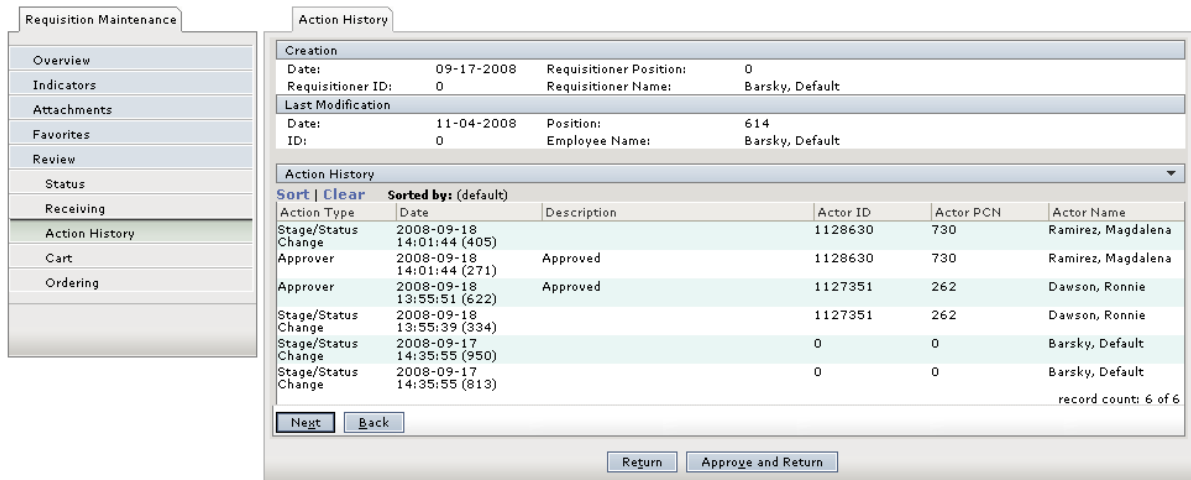 Requisition Maintenance
Overview
Indicators
Attachments
Favorites
Review
Status
Receiving
Action History
Cart
Ordering
Action History
Creation
Date: 09-17-2008 Requisitioner Position: 0
Requisitioner ID: 0 Requisitioner Name: Barsky, Default
Last Modification
Date: 11-04-2008 Position: 614
ID: 0 Employee Name: Barsky, Default
Action History
Sort | Clear Sorted by: (default)
Action Type Date Description Actor ID Actor PCN Actor Name
Stage/Status 2008-09-18 1128630 730 Ramirez, Magdalena
Change 14:01:44 (405)
Approver 2008-09-18 Approved 1128630 730 Ramirez, Magdalena
14:01:44 (271)
Approver 2008-09-18 Approved 1127351 262 Dawson, Ronnie
13:55:51 (622)
Stage/Status 2008-09-18 1127351 262 Dawson, Ronnie
Change 13:55:39 (334)
Stage/Status 2008-09-17 0 0 Barsky, Default
Change 14:35:55 (950)
Stage/Status 2008-09-17 0 0 Barsky, Default
Change 14:35:55 (813)
record count: 6 of 6
Next Back
Return Approve and Return